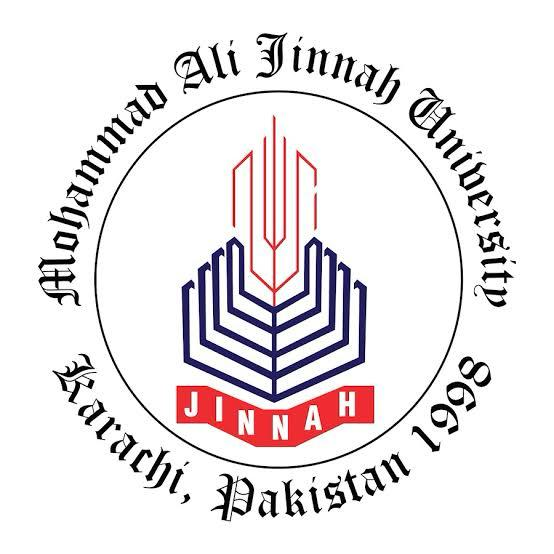 Mohammad Ali Jinnah University
JINNAH
Karachi, Pakistan 1998